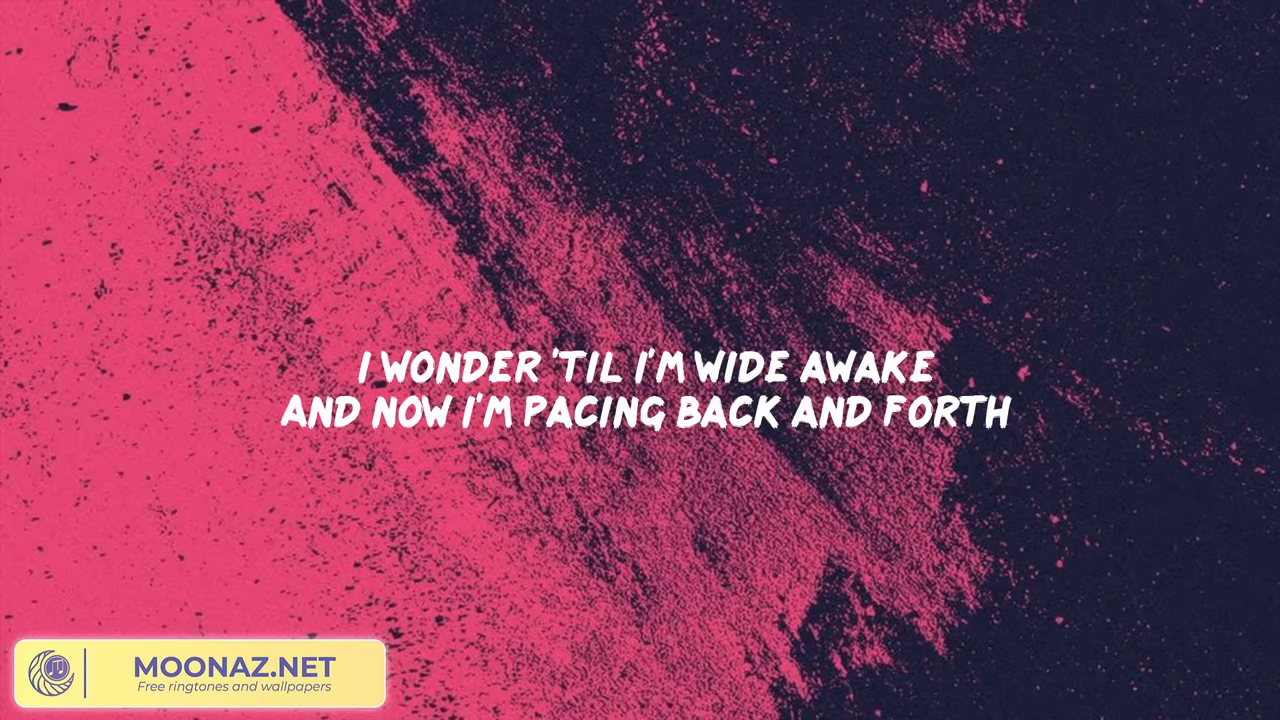 I WONDER 'TIL I'M WIDE AWAKE
AND NOW I'M PACING BACK AND FORTH
MOONAZ.NET
Free ringtones and wallpapers